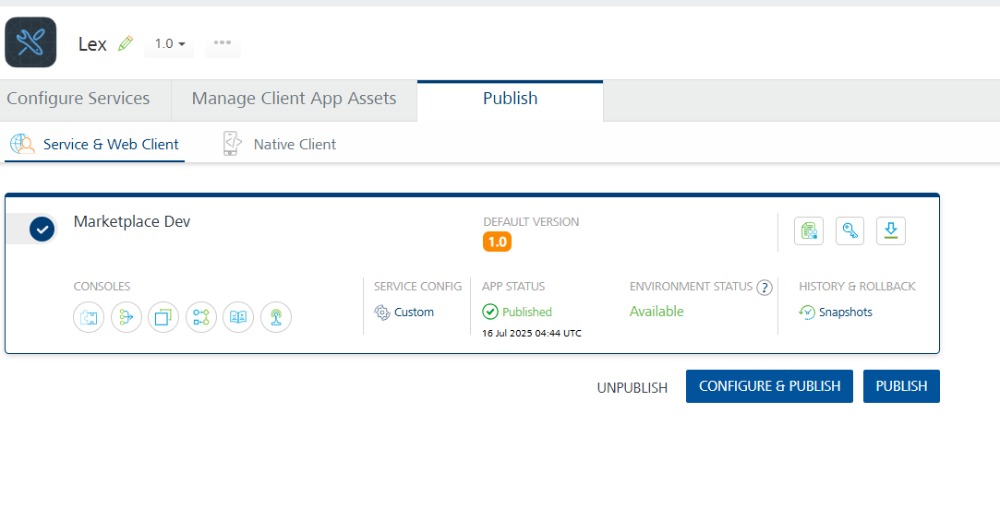 Lex 1.0 •••
Configure Services Manage Client App Assets Publish
Service & Web Client Native Client
Marketplace Dev DEFAULT VERSION
1.0
CONSOLES SERVICE CONFIG APP STATUS ENVIRONMENT STATUS ? HISTORY & ROLLBACK
Custom Published Available Snapshots
16 Jul 2025 04:44 UTC
UNPUBLISH CONFIGURE & PUBLISH PUBLISH